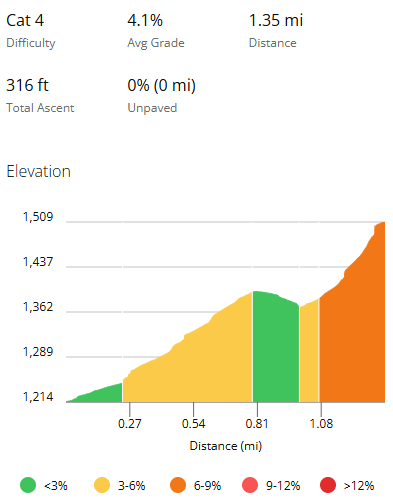 Cat 4 4.1% 1.35 mi
Difficulty Avg Grade Distance
316 ft 0% (0 mi)
Total Ascent Unpaved
Elevation
1,509
1,437
1,362
1,289
1,214
0.27 0.54 0.81 1.08
Distance (mi)
<3% 3-6% 6-9% 9-12% >12%